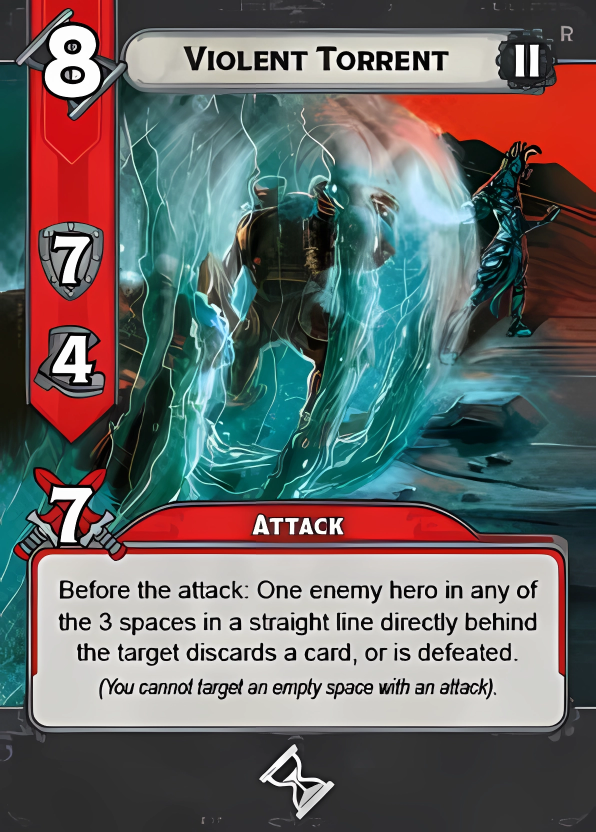 8
VIOLENT TORRENT
II
R
7
4
7
ATTACK
Before the attack: One enemy hero in any of
the 3 spaces in a straight line directly behind
the target discards a card, or is defeated.
(You cannot target an empty space with an attack).